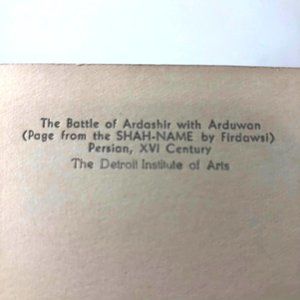 The Battle of Ardashir with Arduwan
(Page from the SHAH-NAME by Firdawsi)
Persian, XVI Century
The Detroit Institute of Arts